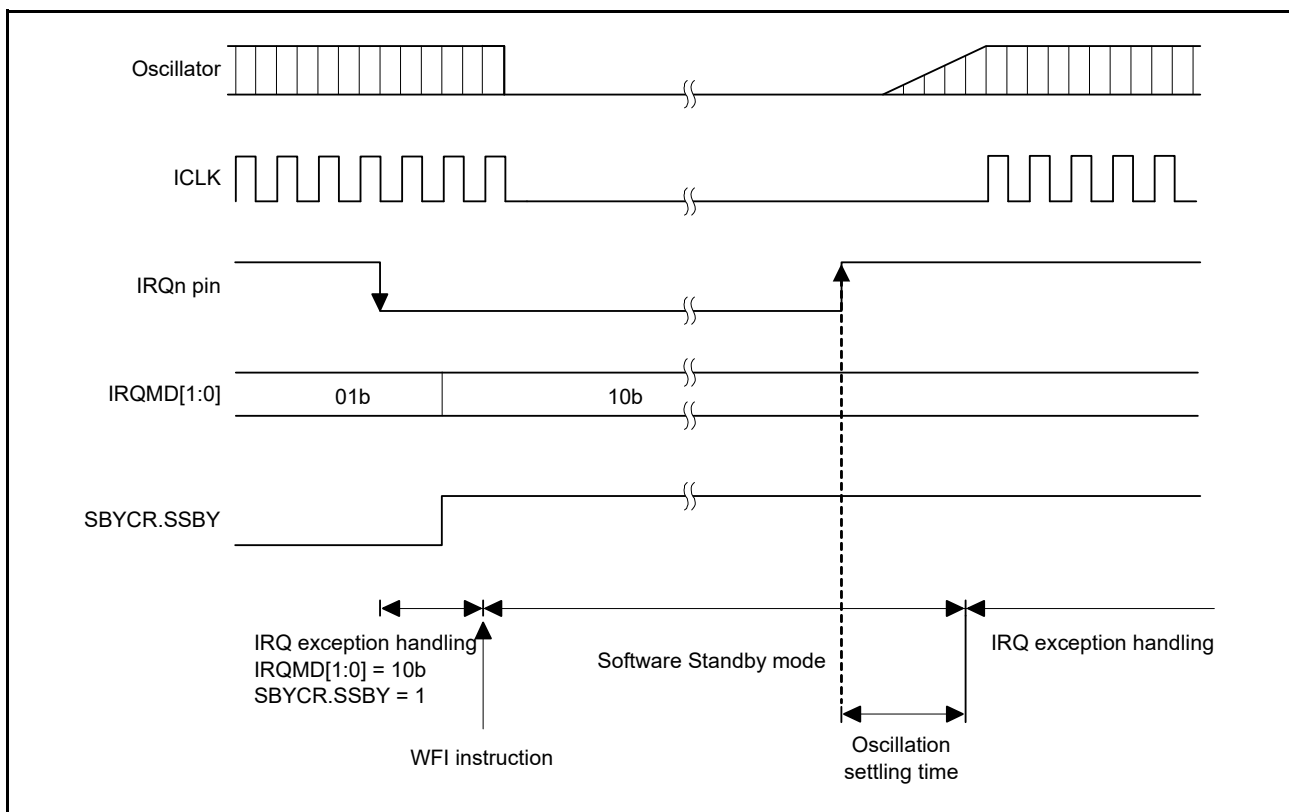 Oscillator
ICLK
IRQn pin
IRQMD[1:0]
01b
10b
SBYCR.SSBY
IRQ exception handling
IRQMD[1:0] = 10b
SBYCR.SSBY = 1
Software Standby mode
IRQ exception handling
WFI instruction
Oscillation
settling time